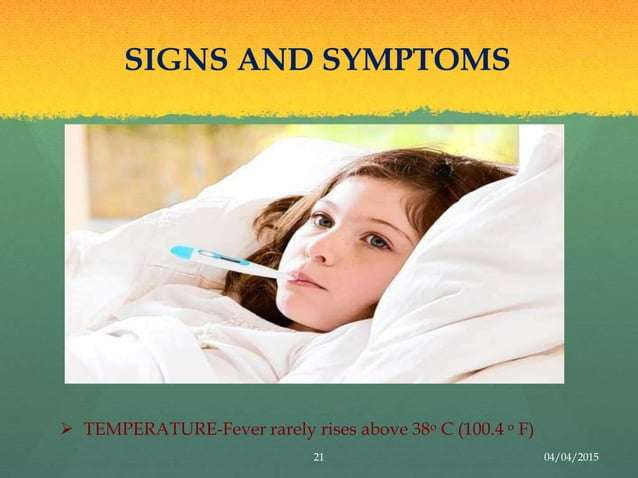 SIGNS AND SYMPTOMS
➢ TEMPERATURE-Fever rarely rises above 38º C (100.4 º F)
21
04/04/2015